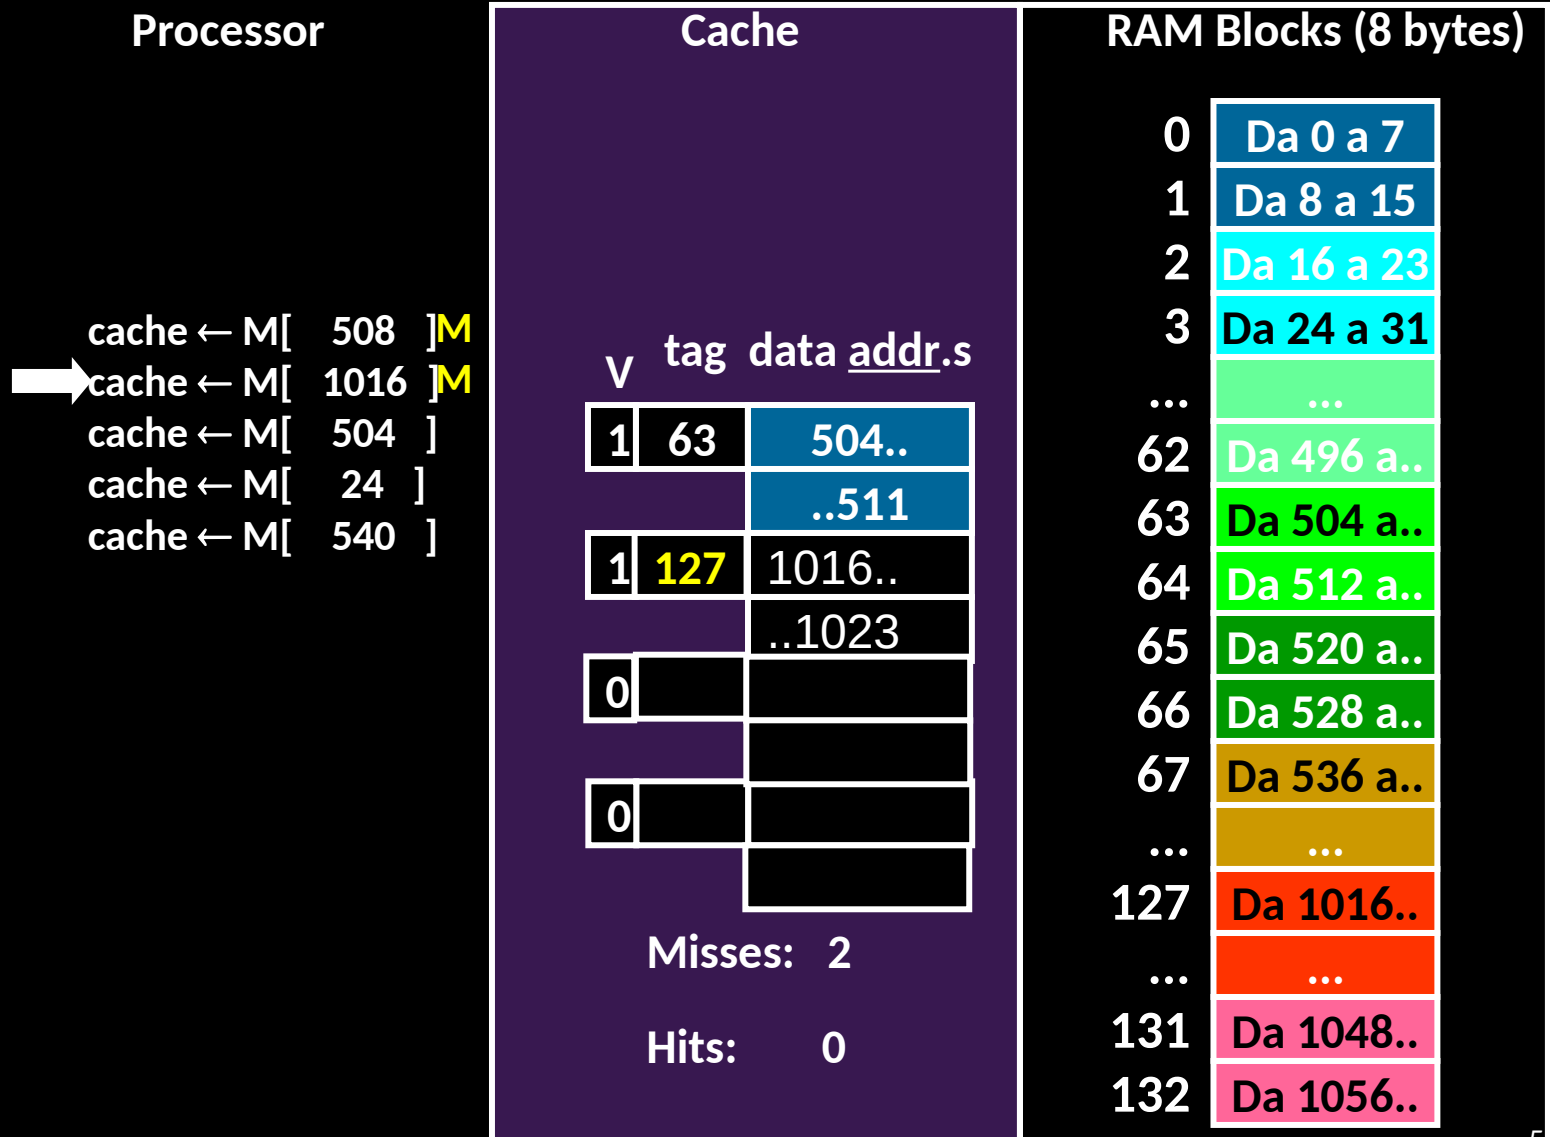 Processor
cache ← M[ 508 ]M
cache ← M[ 1016 ]M
cache ← M[ 504 ]
cache ← M[ 24 ]
cache ← M[ 540 ]
Cache
V tag data addr.s
1 63 504..
..511
1 127 1016..
..1023
0
0
Misses: 2
Hits: 0
RAM Blocks (8 bytes)
0 Da 0 a 7
1 Da 8 a 15
2 Da 16 a 23
3 Da 24 a 31
... ...
62 Da 496 a..
63 Da 504 a..
64 Da 512 a..
65 Da 520 a..
66 Da 528 a..
67 Da 536 a..
... ...
127 Da 1016..
... ...
131 Da 1048..
132 Da 1056..